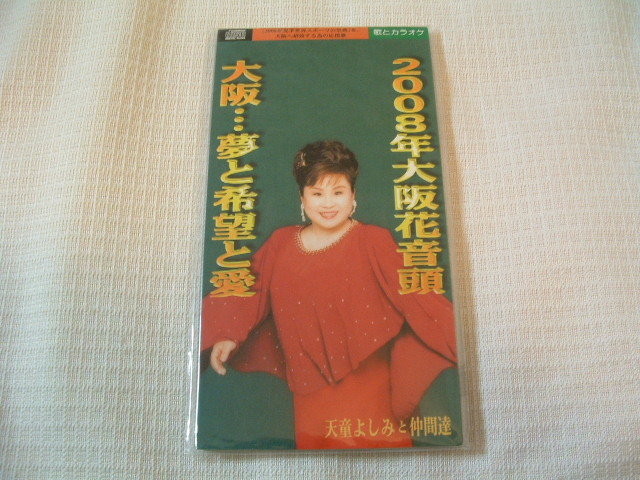 歌とカラオケ
2008年大阪花音頭
大阪…夢と希望と愛
天童よしみと仲間達